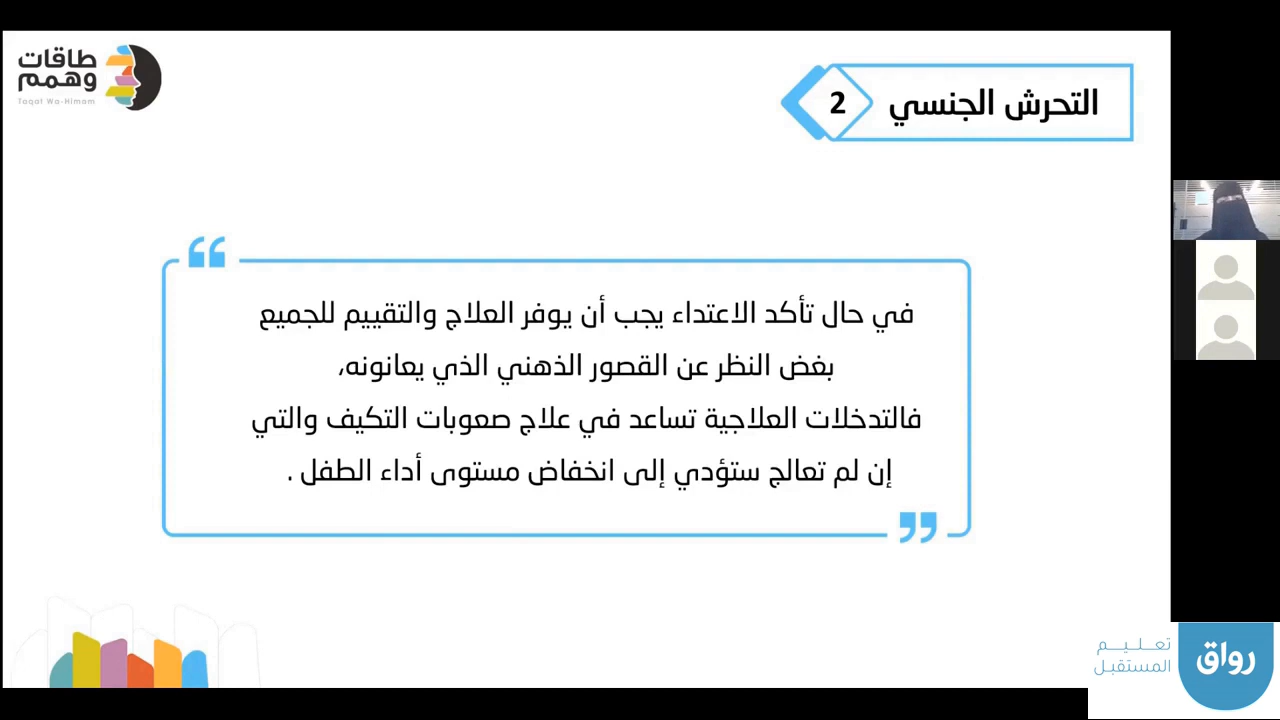 طاقات
وهمم
Taqat Wa-Himam
التحرش الجنسي
2
في حال تأكد الاعتداء يجب أن يوفر العلاج والتقييم للجميع
بغض النظر عن القصور الذهني الذي يعانونه،
فالتدخلات العلاجية تساعد في علاج صعوبات التكيف والتي
إن لم تعالج ستؤدي إلى انخفاض مستوى أداء الطفل .
رواق
تعـلـيـم
المستقبـل